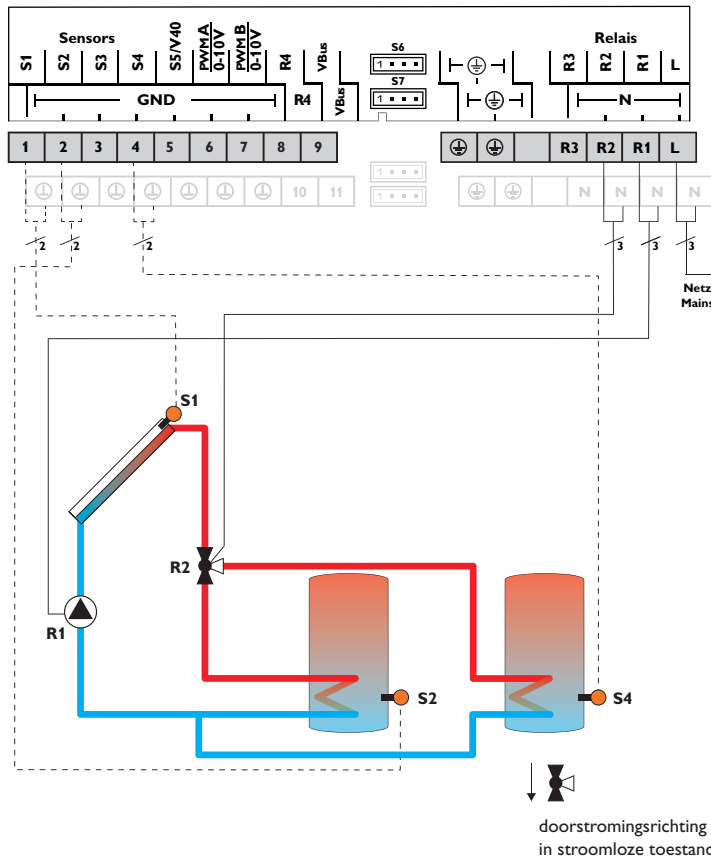 Sensors
Relais
S1 S2 S3 S4 S5/V40 PWM A 0-10V PWM B 0-10V R4 VBus
S6
1
S7
1
R3 R2 R1 L
GND
R4
VBus
N
1 2 3 4 5 6 7 8 9
R3 R2 R1 L
10 11
N N N N
2 2 2 3 3 3
Netz
Mains
S1
R2
R1
S2
S4
doorstromingsrichting
in stroomloze toestand